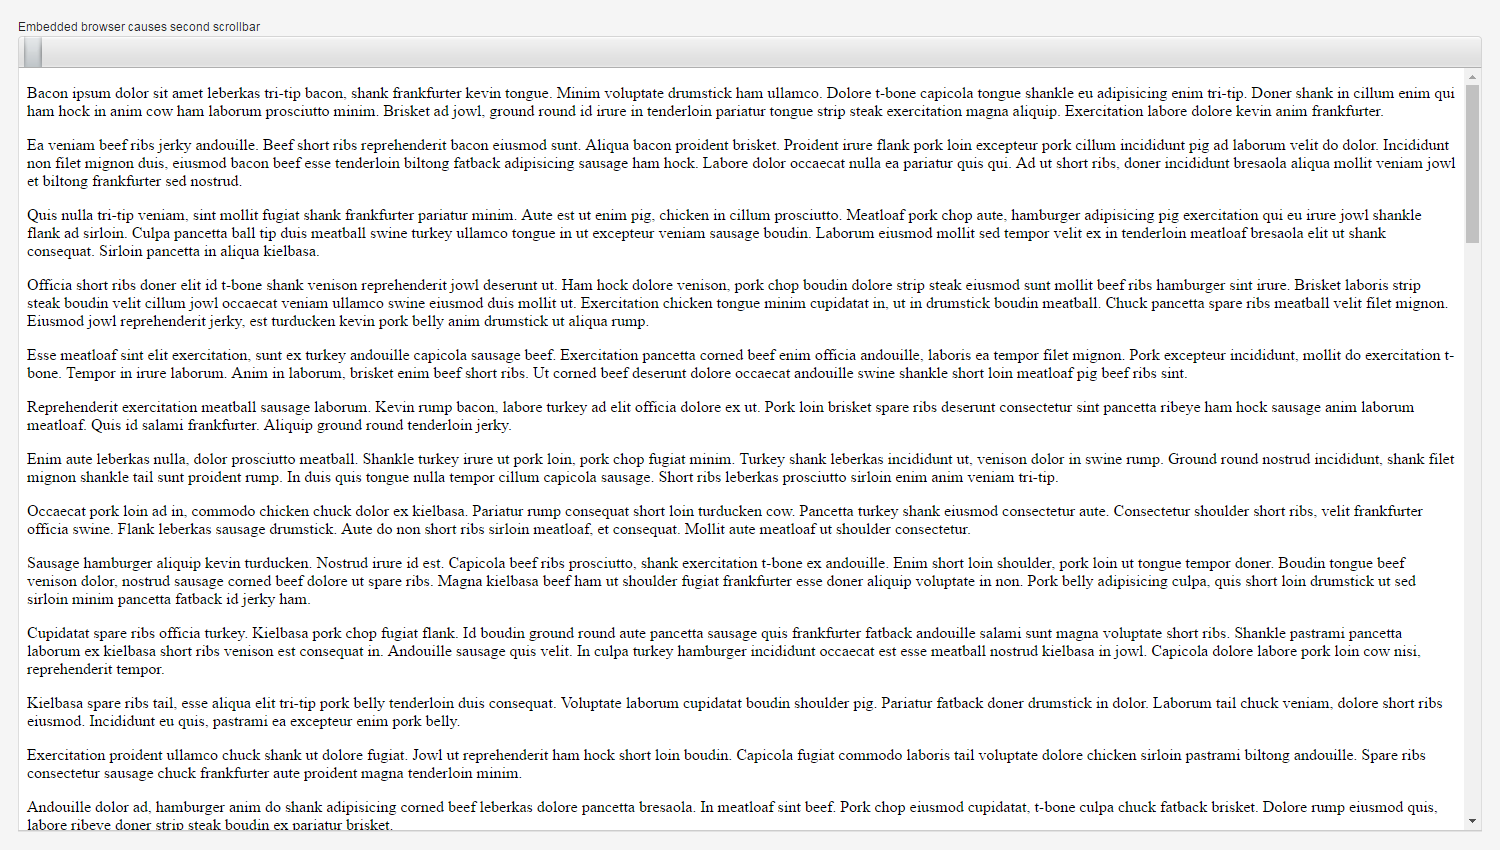 Embedded browser causes second scrollbar
Bacon ipsum dolor sit amet leberkas tri-tip bacon, shank frankfurter kevin tongue. Minim voluptate drumstick ham ullamco. Dolore t-bone capicola tongue shankle eu adipisicing enim tri-tip. Doner shank in cillum enim qui
ham hock in anim cow ham laborum prosciutto minim. Brisket ad jowl, ground round id irure in tenderloin pariatur tongue strip steak exercitation magna aliquip. Exercitation labore dolore kevin anim frankfurter.
Ea veniam beef ribs jerky andouille. Beef short ribs reprehenderit bacon eiusmod sunt. Aliqua bacon proident brisket. Proident irure flank pork loin excepteur pork cillum incididunt pig ad laborum velit do dolor. Incididunt
non filet mignon duis, eiusmod bacon beef esse tenderloin biltong fatback adipisicing sausage ham hock. Labore dolor occaecat nulla ea pariatur quis qui. Ad ut short ribs, doner incididunt bresaola aliqua mollit veniam jowl
et biltong frankfurter sed nostrud.
Quis nulla tri-tip veniam, sint mollit fugiat shank frankfurter pariatur minim. Aute est ut enim pig, chicken in cillum prosciutto. Meatloaf pork chop aute, hamburger adipisicing pig exercitation qui eu irure jowl shankle
flank ad sirloin. Culpa pancetta ball tip duis meatball swine turkey ullamco tongue in ut excepteur veniam sausage boudin. Laborum eiusmod mollit sed tempor velit ex in tenderloin meatloaf bresaola elit ut shank
consequat. Sirloin pancetta in aliqua kielbasa.
Officia short ribs doner elit id t-bone shank venison reprehenderit jowl deserunt ut. Ham hock dolore venison, pork chop boudin dolore strip steak eiusmod sunt mollit beef ribs hamburger sint irure. Brisket laboris strip
steak boudin velit cillum jowl occaecat veniam ullamco swine eiusmod duis mollit ut. Exercitation chicken tongue minim cupidatat in, ut in drumstick boudin meatball. Chuck pancetta spare ribs meatball velit filet mignon.
Eiusmod jowl reprehenderit jerky, est turducken kevin pork belly anim drumstick ut aliqua rump.
Esse meatloaf sint elit exercitation, sunt ex turkey andouille capicola sausage beef. Exercitation pancetta corned beef enim officia andouille, laboris ea tempor filet mignon. Pork excepteur incididunt, mollit do exercitation t-
bone. Tempor in irure laborum. Anim in laborum, brisket enim beef short ribs. Ut corned beef deserunt dolore occaecat andouille swine shankle short loin meatloaf pig beef ribs sint.
Reprehenderit exercitation meatball sausage laborum. Kevin rump bacon, labore turkey ad elit officia dolore ex ut. Pork loin brisket spare ribs deserunt consectetur sint pancetta ribeye ham hock sausage anim laborum
meatloaf. Quis id salami frankfurter. Aliquip ground round tenderloin jerky.
Enim aute leberkas nulla, dolor prosciutto meatball. Shankle turkey irure ut pork loin, pork chop fugiat minim. Turkey shank leberkas incididunt ut, venison dolor in swine rump. Ground round nostrud incididunt, shank filet
mignon shankle tail sunt proident rump. In duis quis tongue nulla tempor cillum capicola sausage. Short ribs leberkas prosciutto sirloin enim anim veniam tri-tip.
Occaecat pork loin ad in, commodo chicken chuck dolor ex kielbasa. Pariatur rump consequat short loin turducken cow. Pancetta turkey shank eiusmod consectetur aute. Consectetur shoulder short ribs, velit frankfurter
officia swine. Flank leberkas sausage drumstick. Aute do non short ribs sirloin meatloaf, et consequat. Mollit aute meatloaf ut shoulder consectetur.
Sausage hamburger aliquip kevin turducken. Nostrud irure id est. Capicola beef ribs prosciutto, shank exercitation t-bone ex andouille. Enim short loin shoulder, pork loin ut tongue tempor doner. Boudin tongue beef
venison dolor, nostrud sausage corned beef dolore ut spare ribs. Magna kielbasa beef ham ut shoulder fugiat frankfurter esse doner aliquip voluptate in non. Pork belly adipisicing culpa, quis short loin drumstick ut sed
sirloin minim pancetta fatback id jerky ham.
Cupidatat spare ribs officia turkey. Kielbasa pork chop fugiat flank. Id boudin ground round aute pancetta sausage quis frankfurter fatback andouille salami sunt magna voluptate short ribs. Shankle pastrami pancetta
laborum ex kielbasa short ribs venison est consequat in. Andouille sausage quis velit. In culpa turkey hamburger incididunt occaecat est esse meatball nostrud kielbasa in jowl. Capicola dolore labore pork loin cow nisi,
reprehenderit tempor.
Kielbasa spare ribs tail, esse aliqua elit tri-tip pork belly tenderloin duis consequat. Voluptate laborum cupidatat boudin shoulder pig. Pariatur fatback doner drumstick in dolor. Laborum tail chuck veniam, dolore short ribs
eiusmod. Incididunt eu quis, pastrami ea excepteur enim pork belly.
Exercitation proident ullamco chuck shank ut dolore fugiat. Jowl ut reprehenderit ham hock short loin boudin. Capicola fugiat commodo laboris tail voluptate dolore chicken sirloin pastrami biltong andouille. Spare ribs
consectetur sausage chuck frankfurter aute proident magna tenderloin minim.
Andouille dolor ad, hamburger anim do shank adipisicing corned beef leberkas dolore pancetta bresaola. In meatloaf sint beef. Pork chop eiusmod cupidatat, t-bone culpa chuck fatback brisket. Dolore rump eiusmod quis,
labore ribeye doner strip steak boudin ex pariatur brisket.